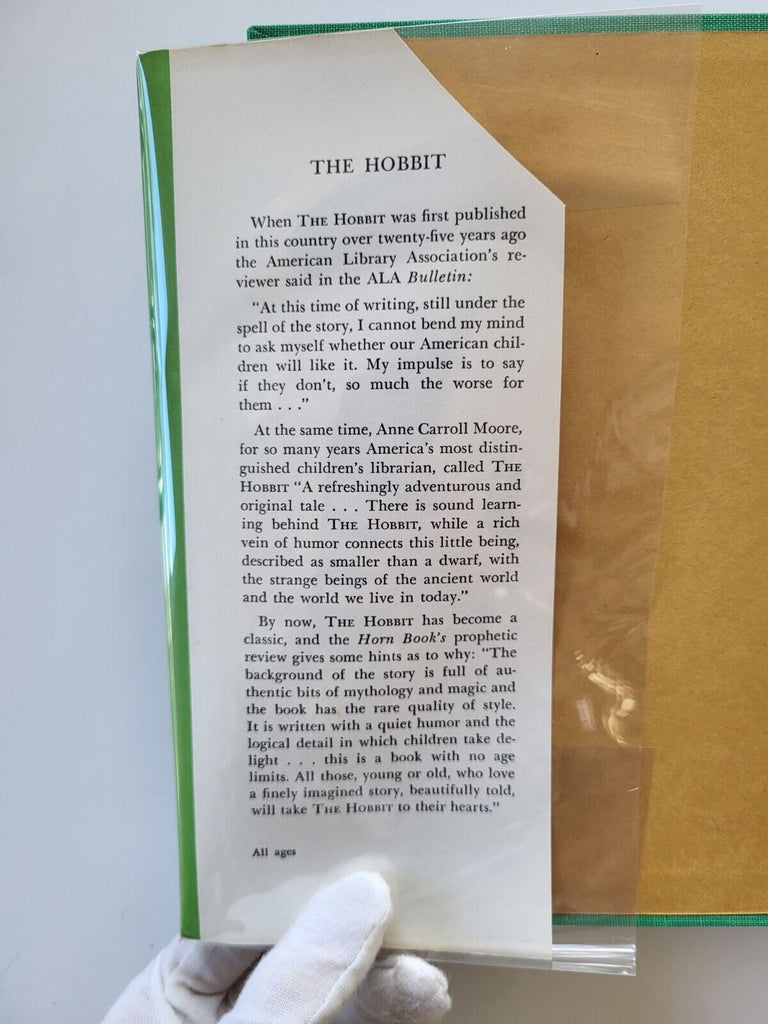 THE HOBBIT
When THE HOBBIT was first published
in this country over twenty-five years ago
the American Library Association's re-
viewer said in the ALA Bulletin:
"At this time of writing, still under the
spell of the story, I cannot bend my mind
to ask myself whether our American chil-
dren will like it. My impulse is to say
if they don't, so much the worse for
them . . ."
At the same time, Anne Carroll Moore,
for so many years America's most distin-
guished children's librarian, called THE
HOBBIT "A refreshingly adventurous and
original tale . . . There is sound learn-
ing behind THE HOBBIT, while a rich
vein of humor connects this little being,
described as smaller than a dwarf, with
the strange beings of the ancient world
and the world we live in today."
By now, THE HOBBIT has become a
classic, and the Horn Book's prophetic
review gives some hints as to why: "The
background of the story is full of au-
thentic bits of mythology and magic and
the book has the rare quality of style.
It is written with a quiet humor and the
logical detail in which children take de-
light . . . this is a book with no age
limits. All those, young or old, who love
a finely imagined story, beautifully told,
will take THE HOBBIT to their hearts."
All ages